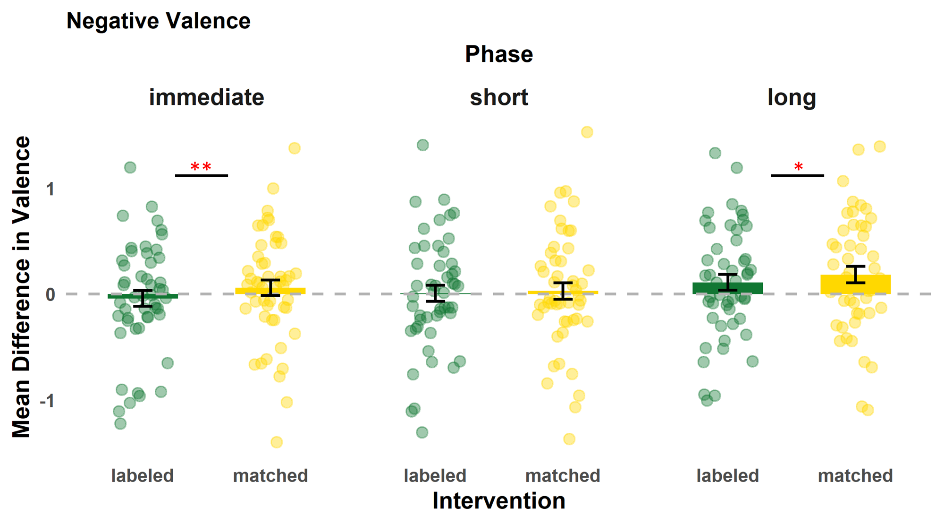 Negative Valence
Phase
immediate short long
** *
Mean Difference in Valence
1
0
-1
labeled matched labeled matched labeled matched
Intervention